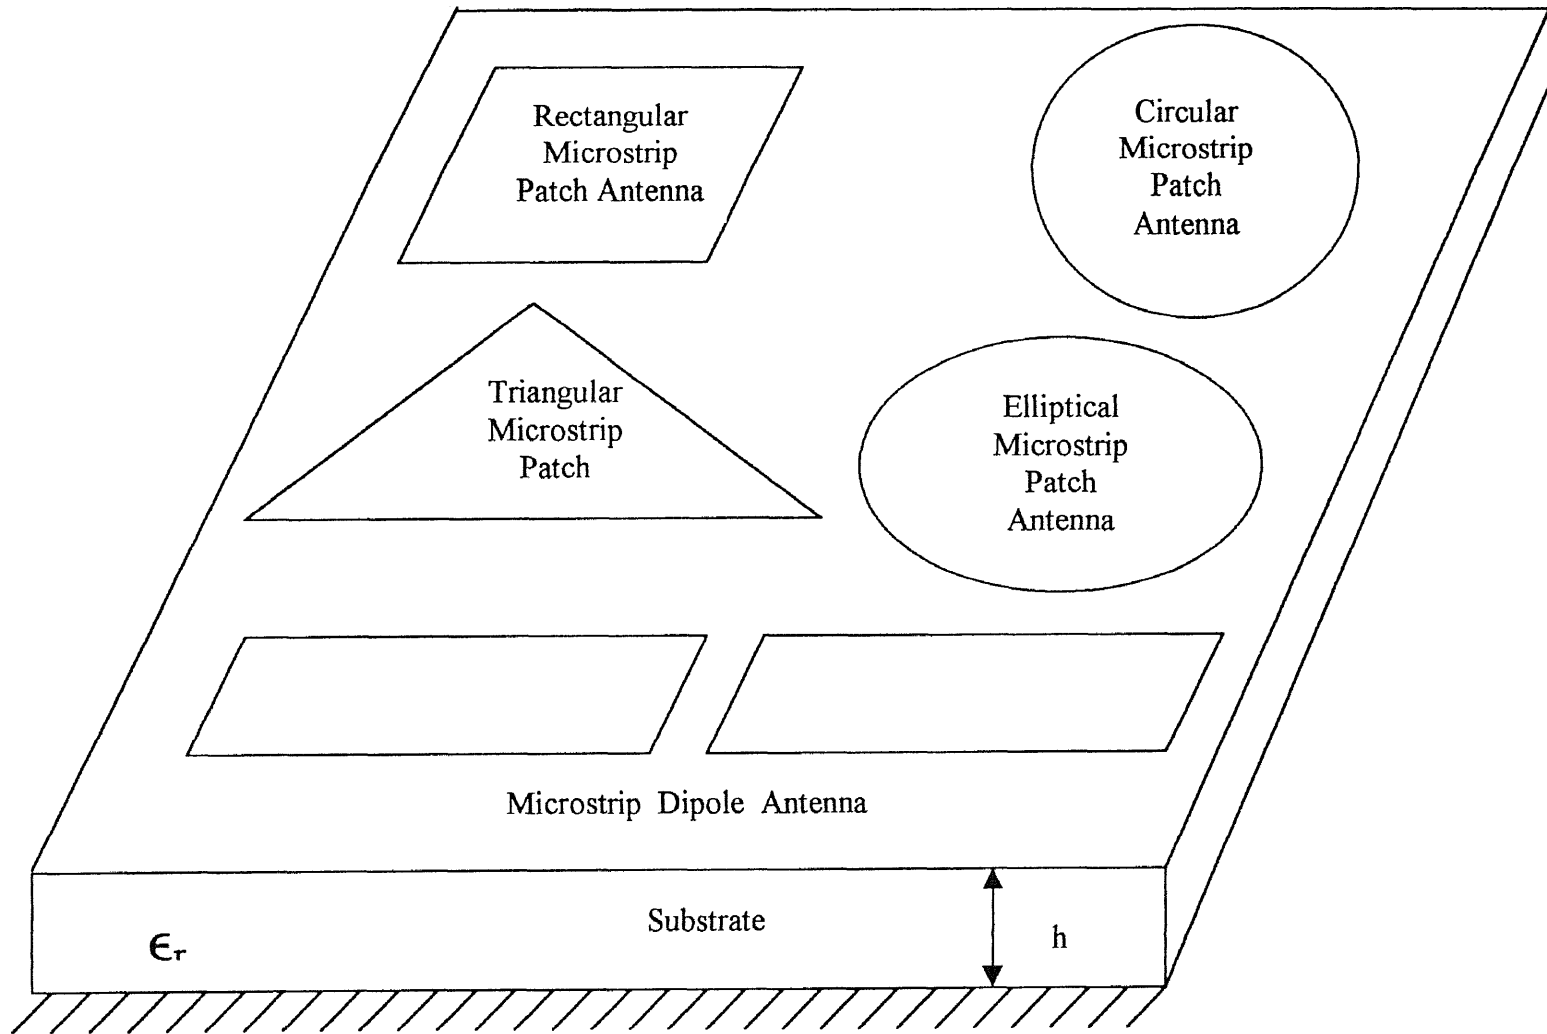 Rectangular
Microstrip
Patch Antenna
Circular
Microstrip
Patch
Antenna
Triangular
Microstrip
Patch
Elliptical
Microstrip
Patch
Antenna
Microstrip Dipole Antenna
Substrate
ϵr
h